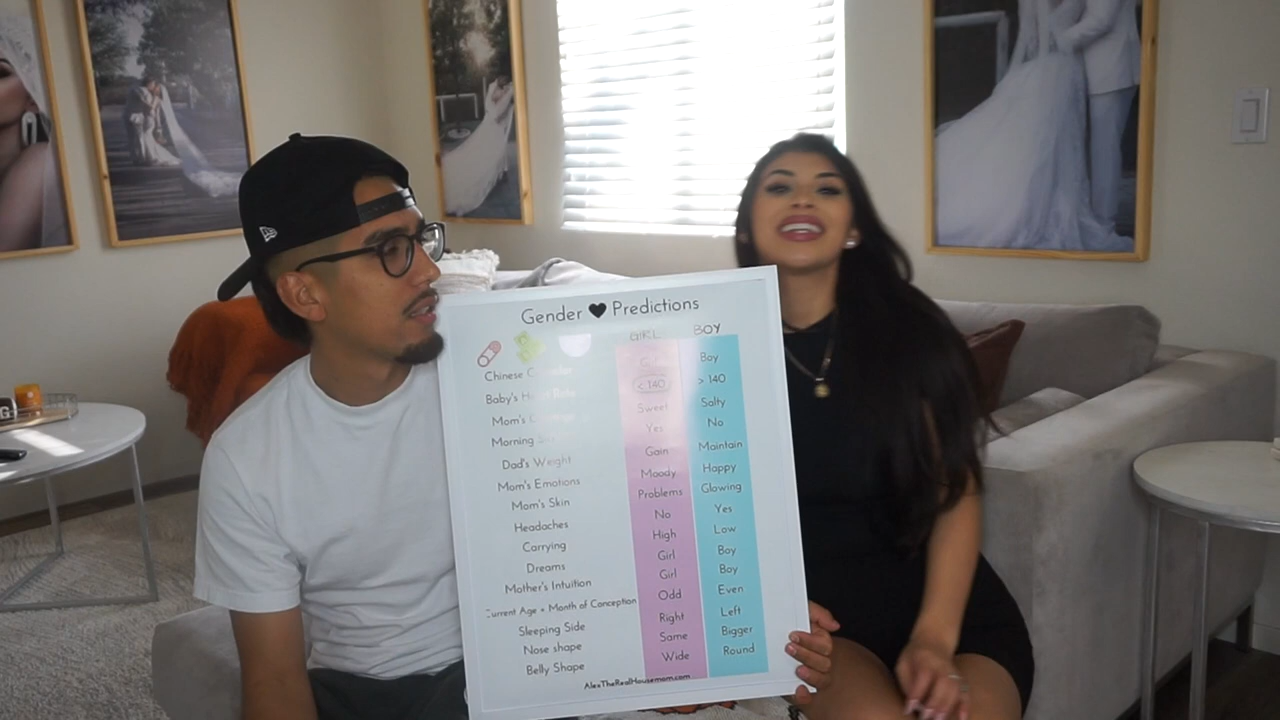 Gender ♥ Predictions
GIRL BOY
Chinese Boy
Baby's < 140 > 140
Mom's Sweet Salty
Morning Yes No
Dad's Weight Gain Maintain
Mom's Emotions Moody Happy
Mom's Skin Problems Glowing
Headaches No Yes
Carrying High Low
Dreams Girl Boy
Mother's Intuition Girl Boy
Current Age + Month of Conception Odd Even
Sleeping Side Right Left
Nose shape Same Bigger
Belly Shape Wide Round
AlexTheRealHousemom.com